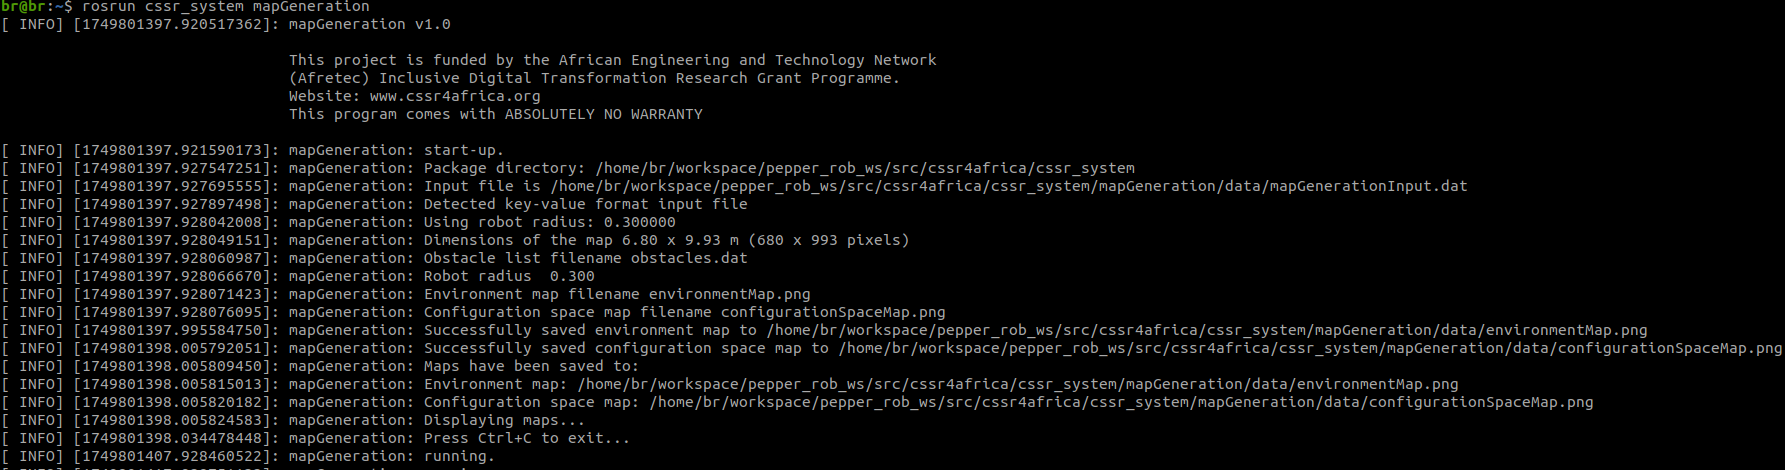 br@br:~$ rosrun cssr_system mapGeneration
[ INFO] [1749801397.920517362]: mapGeneration v1.0
This project is funded by the African Engineering and Technology Network
(Afretec) Inclusive Digital Transformation Research Grant Programme.
Website: www.cssr4africa.org
This program comes with ABSOLUTELY NO WARRANTY
[ INFO] [1749801397.921590173]: mapGeneration: start-up.
[ INFO] [1749801397.927547251]: mapGeneration: Package directory: /home/br/workspace/pepper_rob_ws/src/cssr4africa/cssr_system
[ INFO] [1749801397.927695555]: mapGeneration: Input file is /home/br/workspace/pepper_rob_ws/src/cssr4africa/cssr_system/mapGeneration/data/mapGenerationInput.dat
[ INFO] [1749801397.927897498]: mapGeneration: Detected key-value format input file
[ INFO] [1749801397.928042008]: mapGeneration: Using robot radius: 0.300000
[ INFO] [1749801397.928049151]: mapGeneration: Dimensions of the map 6.80 x 9.93 m (680 x 993 pixels)
[ INFO] [1749801397.928060987]: mapGeneration: Obstacle list filename obstacles.dat
[ INFO] [1749801397.928066670]: mapGeneration: Robot radius  0.300
[ INFO] [1749801397.928071423]: mapGeneration: Environment map filename environmentMap.png
[ INFO] [1749801397.928076095]: mapGeneration: Configuration space map filename configurationSpaceMap.png
[ INFO] [1749801397.995584750]: mapGeneration: Successfully saved environment map to /home/br/workspace/pepper_rob_ws/src/cssr4africa/cssr_system/mapGeneration/data/environmentMap.png
[ INFO] [1749801398.005792051]: mapGeneration: Successfully saved configuration space map to /home/br/workspace/pepper_rob_ws/src/cssr4africa/cssr_system/mapGeneration/data/configurationSpaceMap.png
[ INFO] [1749801398.005809450]: mapGeneration: Maps have been saved to:
[ INFO] [1749801398.005815013]: mapGeneration: Environment map: /home/br/workspace/pepper_rob_ws/src/cssr4africa/cssr_system/mapGeneration/data/environmentMap.png
[ INFO] [1749801398.005820182]: mapGeneration: Configuration space map: /home/br/workspace/pepper_rob_ws/src/cssr4africa/cssr_system/mapGeneration/data/configurationSpaceMap.png
[ INFO] [1749801398.005824583]: mapGeneration: Displaying maps...
[ INFO] [1749801398.034478448]: mapGeneration: Press Ctrl+C to exit...
[ INFO] [1749801407.928460522]: mapGeneration: running.